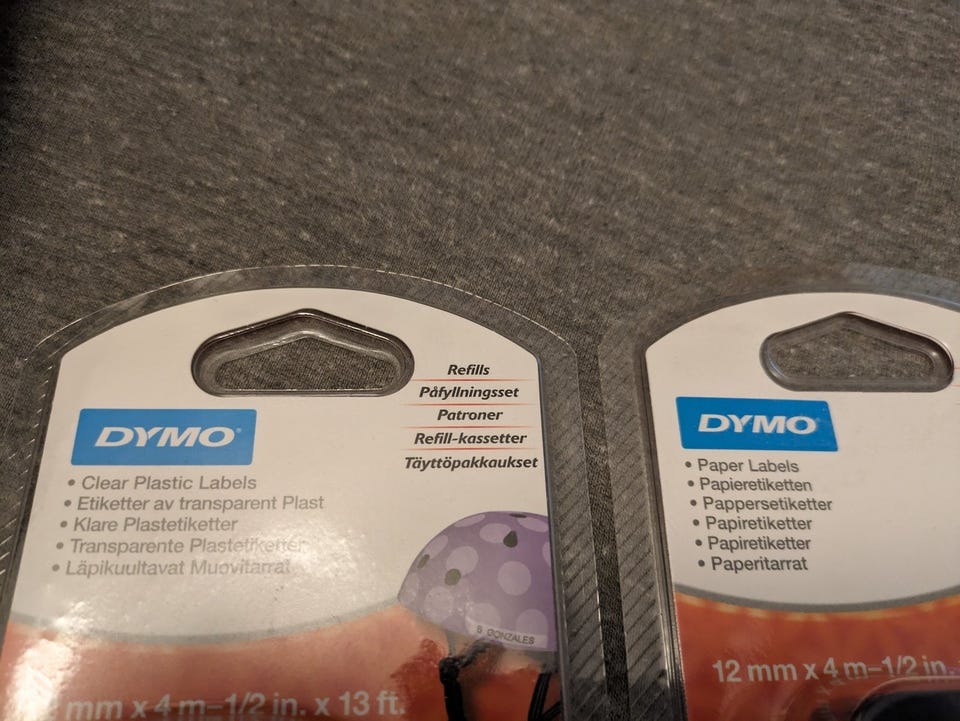 Refills
Påfyllningsset
Patroner
Refill-kassetter
Täyttöpakkaukset
DYMO®
• Clear Plastic Labels
• Etiketter av transparent Plast
• Klare Plastetiketter
• Transparente Plastetiketter
• Läpikuultavat Muovitarrat
S GONZALES
mm x 4 m–1/2 in. x 13 ft.
DYMO
• Paper Labels
• Papieretiketten
• Pappersetiketter
• Papiretiketter
• Papiretiketter
• Paperitarrat
12 mm x 4 m–1/2 in.